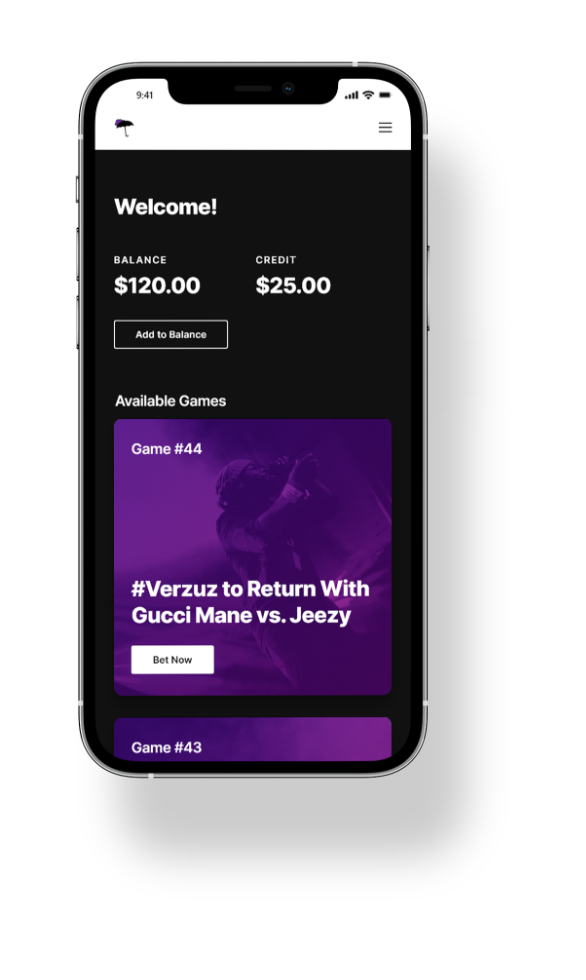 9:41
Welcome!
BALANCE
CREDIT
$120.00
$25.00
Add to Balance
Available Games
Game #44
#Verzuz to Return With
Gucci Mane vs. Jeezy
Bet Now
Game #43